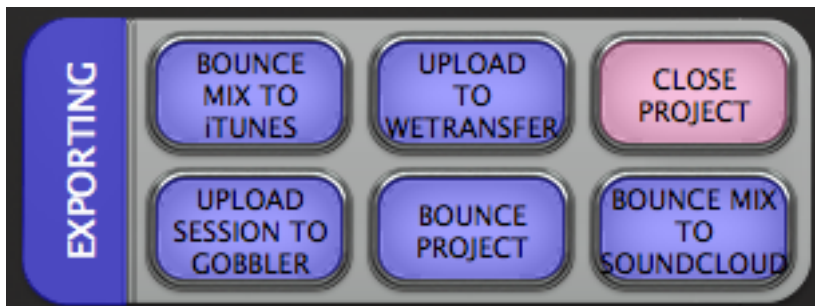 EXPORTING
BOUNCE
MIX TO
iTUNES
UPLOAD
TO
WETRANSFER
CLOSE
PROJECT
UPLOAD
SESSION TO
GOBBLER
BOUNCE
PROJECT
BOUNCE MIX
TO
SOUNDCLOUD